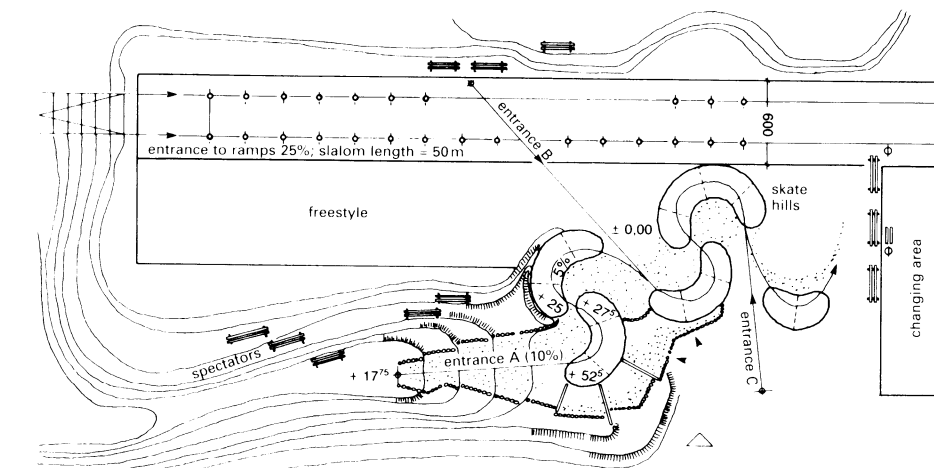 entrance B
600
entrance to ramps 25%; slalom length = 50 m
freestyle
skate
hills
± 0,00
5%
+ 25
+ 27⁵
changing area
spectators
entrance A (10%)
+ 17⁷⁵
+ 52⁵
entrance C